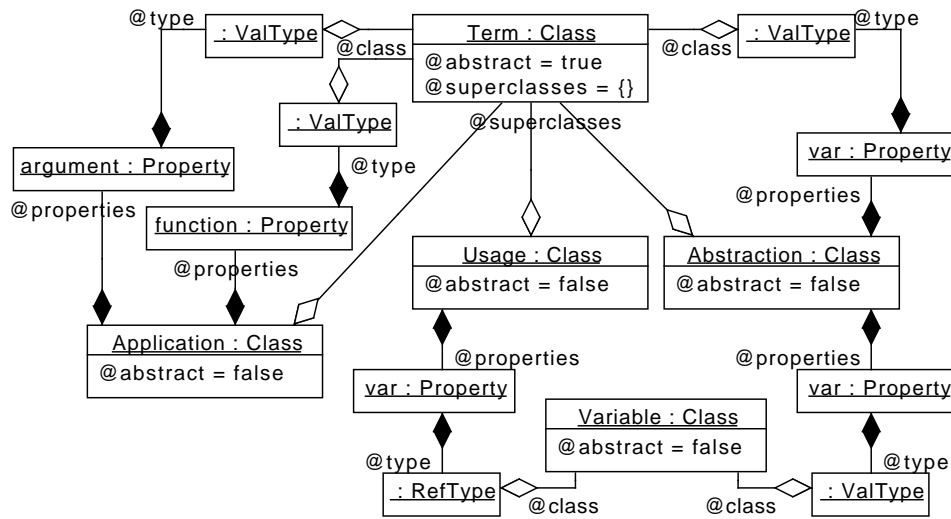 @type
: ValType
@class
Term : Class
@abstract = true
@superclasses = {}
@class
: ValType
@type
: ValType
@superclasses
@type
argument : Property
var : Property
@properties
function : Property
@properties
Usage : Class
@abstract = false
Abstraction : Class
@abstract = false
Application : Class
@abstract = false
@properties
@properties
var : Property
var : Property
Variable : Class
@abstract = false
@type
@type
: RefType
@class
@class
: ValType